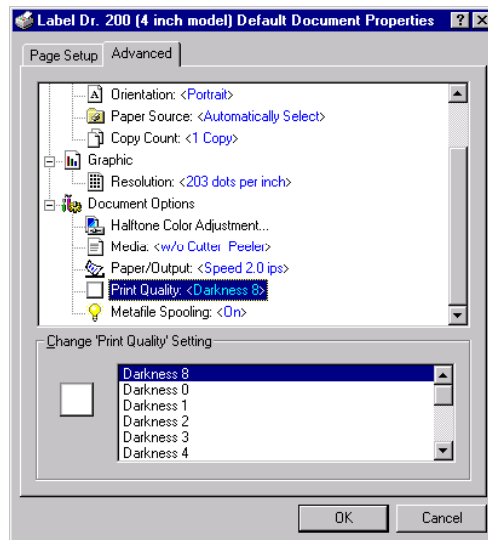 Label Dr. 200 (4 inch model) Default Document Properties
Page Setup Advanced
Orientation: <Portrait>
Paper Source: <Automatically Select>
Copy Count: <1 Copy>
Graphic
Resolution: <203 dots per inch>
Document Options
Halftone Color Adjustment...
Media: <w/o Cutter Peeler>
Paper/Output: <Speed 2.0 ips>
Print Quality: <Darkness 8>
Metafile Spooling: <On>
Change 'Print Quality' Setting
Darkness 8
Darkness 0
Darkness 1
Darkness 2
Darkness 3
Darkness 4
OK Cancel